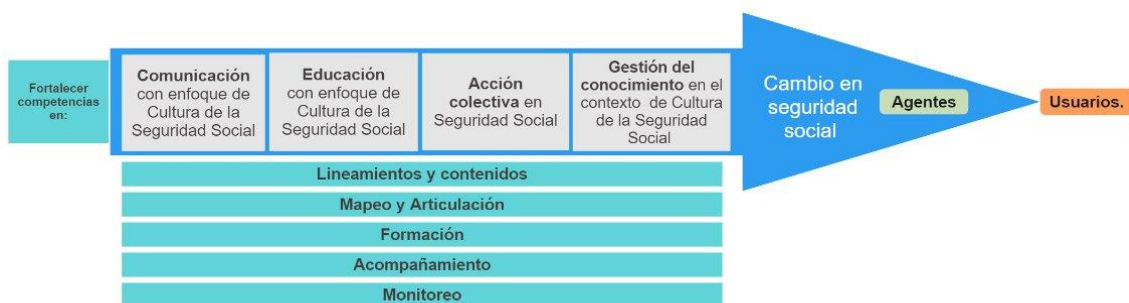 Fortalecer
competencias
en:
Comunicación
con enfoque de
Cultura de la
Seguridad Social
Educación
con enfoque de
Cultura de la
Seguridad Social
Acción
colectiva en
Seguridad Social
Gestión del
conocimiento en el
contexto de Cultura
de la Seguridad
Social
Cambio en
seguridad
social
Agentes
Usuarios.
Lineamientos y contenidos
Mapeo y Articulación
Formación
Acompañamiento
Monitoreo